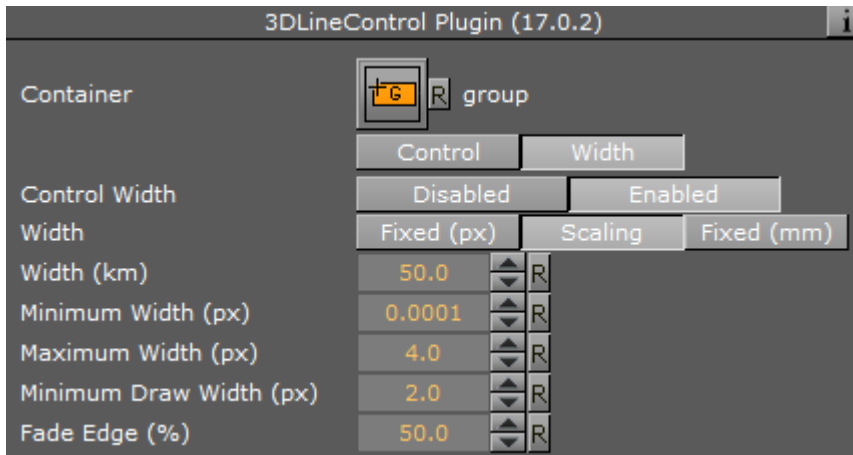 3DLineControl Plugin (17.0.2) i
Container G R group
Control Width
Control Width Disabled Enabled
Width Fixed (px) Scaling Fixed (mm)
Width (km) 50.0 R
Minimum Width (px) 0.0001 R
Maximum Width (px) 4.0 R
Minimum Draw Width (px) 2.0 R
Fade Edge (%) 50.0 R